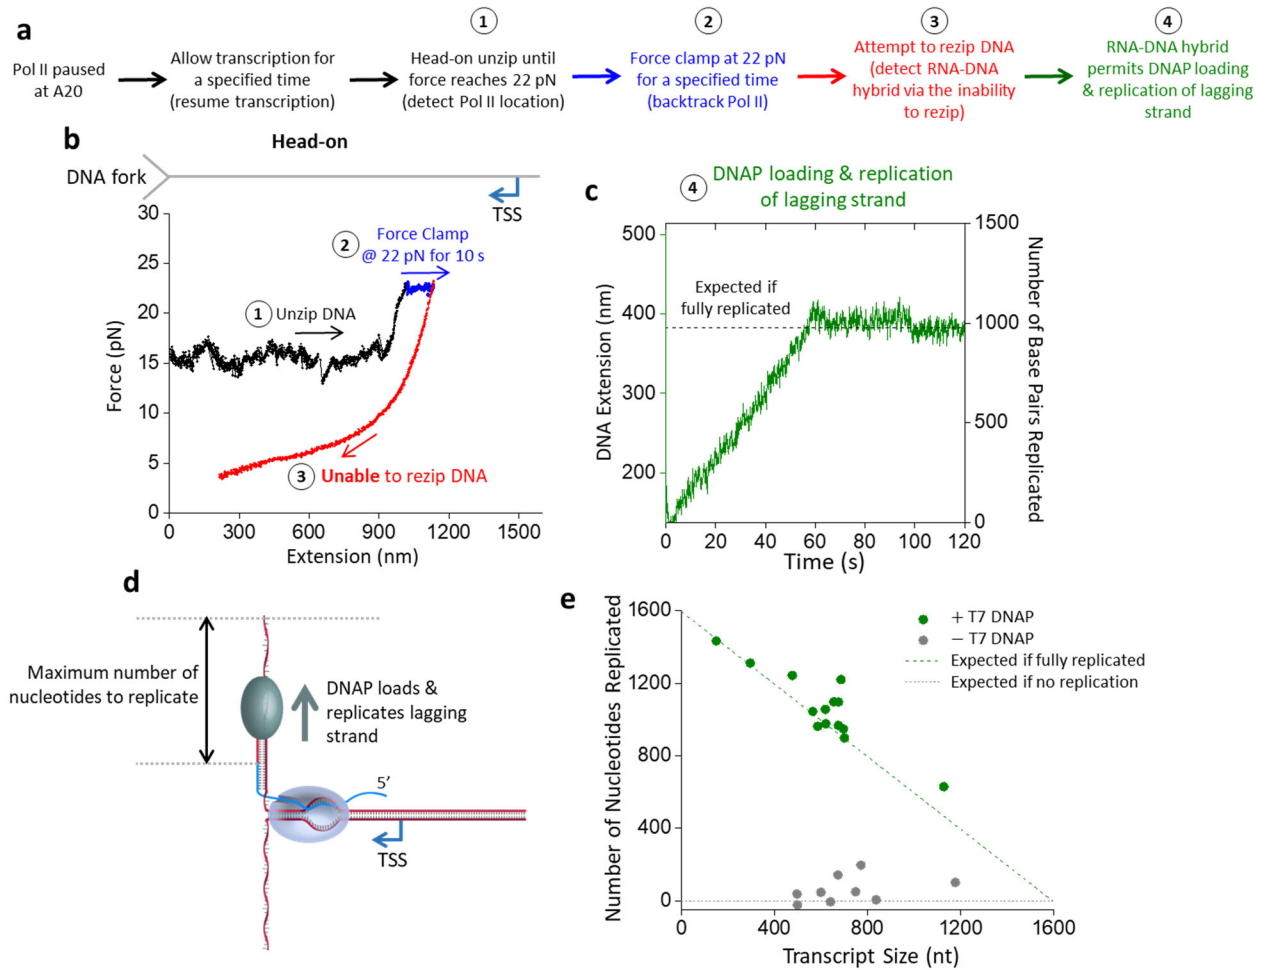 a
Pol II paused
at A20
Allow transcription for
a specified time
(resume transcription)
1
Head-on unzip until
force reaches 22 pN
(detect Pol II location)
2
Force clamp at 22 pN
for a specified time
(backtrack Pol II)
3
Attempt to rezip DNA
(detect RNA-DNA
hybrid via the inability
to rezip)
4
RNA-DNA hybrid
permits DNAP loading
& replication of lagging
strand
b
Head-on
DNA fork
TSS
30
25
20
15
10
5
0
Force (pN)
2
Force Clamp
@ 22 pN for 10 s
1 Unzip DNA
3 Unable to rezip DNA
0 300 600 900 1200 1500
Extension (nm)
c
4
DNAP loading & replication
of lagging strand
500
400
300
200
DNA Extension (nm)
Expected if
fully replicated
1500
1000
500
0
Number of Base Pairs Replicated
0 20 40 60 80 100 120
Time (s)
d
Maximum number of
nucleotides to replicate
DNAP loads &
replicates lagging
strand
5’
TSS
e
1600
1200
800
400
0
Number of Nucleotides Replicated
+ T7 DNAP
− T7 DNAP
Expected if fully replicated
Expected if no replication
0 400 800 1200 1600
Transcript Size (nt)